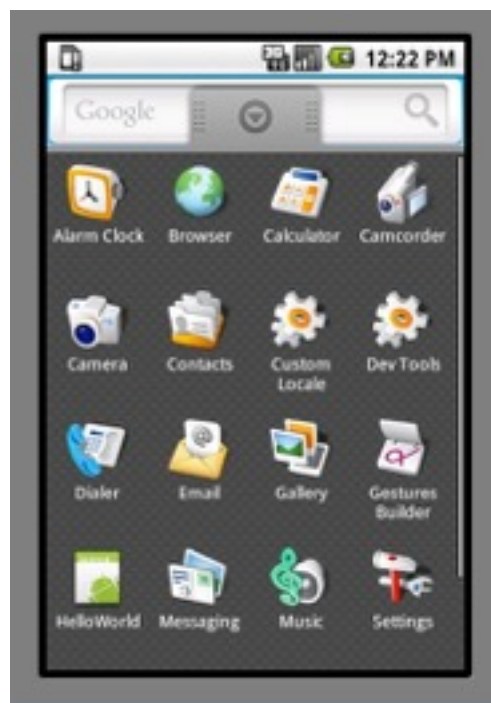 3G
12:22 PM
Google
Alarm Clock Browser Calculator Camcorder
Camera Contacts Custom Locale Dev Tools
Dialer Email Gallery Gestures Builder
HelloWorld Messaging Music Settings